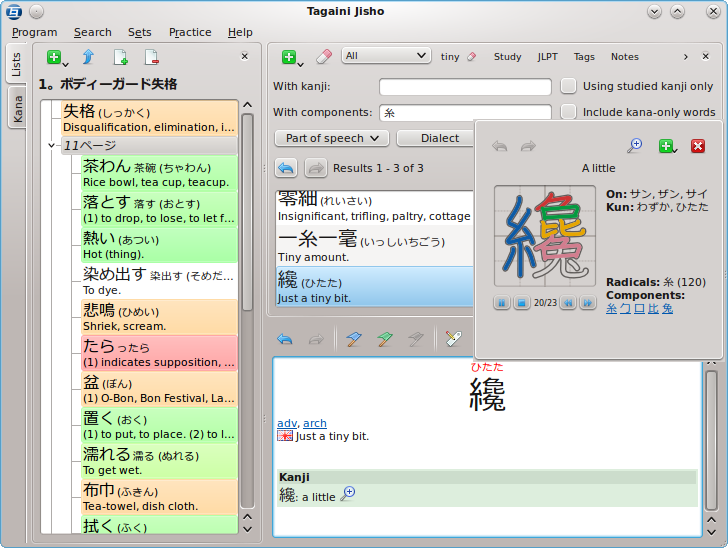 Tagaini Jisho
Program Search Sets Practice Help
Lists
Kana
1。ボディーガード失格
失格 (しっかく)
Disqualification, elimination, i...
11ページ
茶わん 茶碗 (ちゃわん)
Rice bowl, tea cup, teacup.
落とす 落す (おとす)
(1) to drop, to lose, to let f...
熱い (あつい)
Hot (thing).
染め出す 染出す (そめだ...
To dye.
悲鳴 (ひめい)
Shriek, scream.
たら ったら
(1) indicates supposition, ...
盆 (ぼん)
(1) O-Bon, Bon Festival, La...
置く (おく)
(1) to put, to place. (2) to l...
濡れる 濡る (ぬれる)
To get wet.
布巾 (ふきん)
Tea-towel, dish cloth.
拭く (ふく)
All tiny Study JLPT Tags Notes
With kanji: Using studied kanji only
With components: 糸 Include kana-only words
Part of speech Dialect
Results 1 - 3 of 3
零細 (れいさい)
Insignificant, trifling, paltry, cottage
一糸一毫 (いっしいちごう)
Tiny amount.
纔 (ひたた)
Just a tiny bit.
A little
纔
On: サン, ザン, サイ
Kun: わずか, ひたた
Radicals: 糸 (120)
Components:
糸 勹 口 比 兔
20/23
ひたた
纔
adv, arch
Just a tiny bit.
Kanji
纔: a little